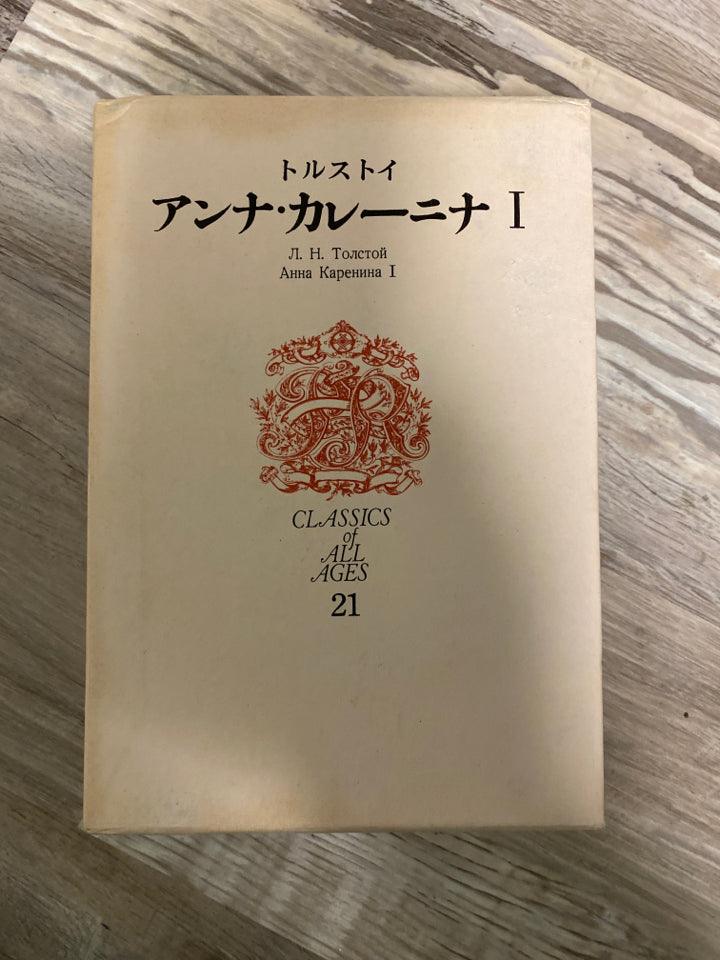 トルストイ
アンナ・カレーニナ I
Л. Н. Толстой
Анна Каренина I
CLASSICS
of
ALL
AGES
21